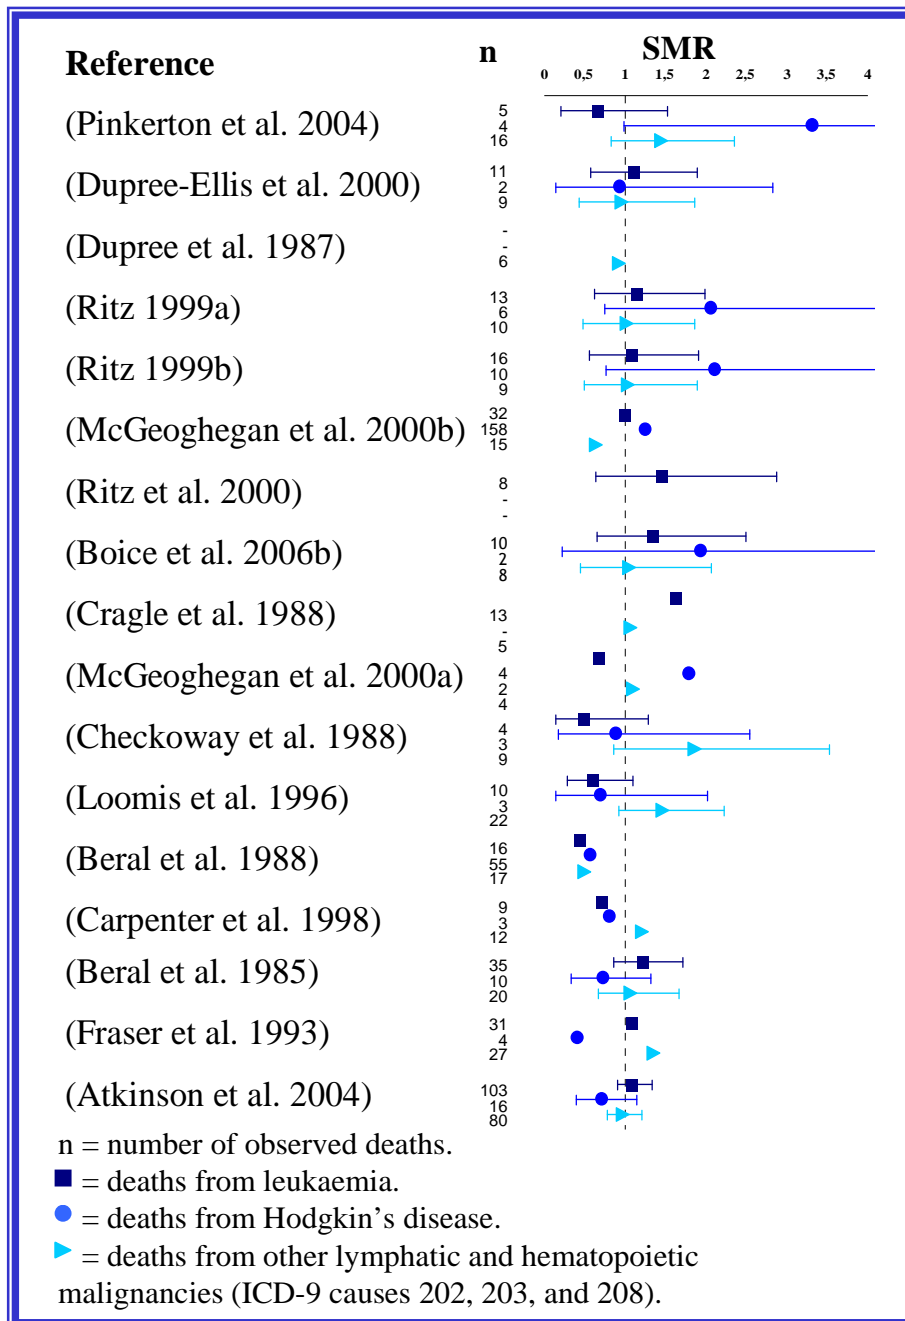 Reference n SMR
0 0,5 1 1,5 2 2,5 3 3,5 4
(Pinkerton et al. 2004) 5
4
16
(Dupree-Ellis et al. 2000) 11
2
9
(Dupree et al. 1987) -
-
6
(Ritz 1999a) 13
6
10
(Ritz 1999b) 16
10
9
(McGeoghegan et al. 2000b) 32
158
15
(Ritz et al. 2000) 8
-
-
(Boice et al. 2006b) 10
2
8
(Cragle et al. 1988) 13
-
5
(McGeoghegan et al. 2000a) 4
2
4
(Checkoway et al. 1988) 4
3
9
(Loomis et al. 1996) 10
3
22
(Beral et al. 1988) 16
55
17
(Carpenter et al. 1998) 9
3
12
(Beral et al. 1985) 35
10
20
(Fraser et al. 1993) 31
4
27
(Atkinson et al. 2004) 103
16
80
n = number of observed deaths.
= deaths from leukaemia.
= deaths from Hodgkin’s disease.
= deaths from other lymphatic and hematopoietic
malignancies (ICD-9 causes 202, 203, and 208).